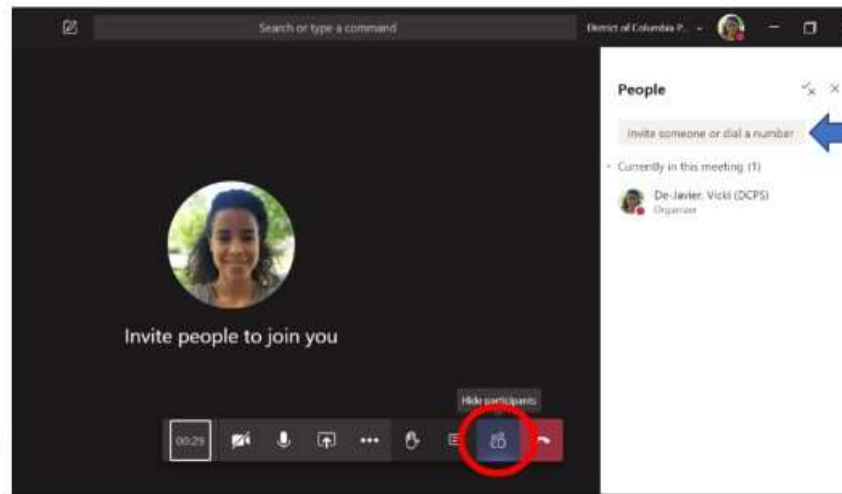 Search or type a command
District of Columbia P...
People
Invite someone or dial a number
Currently in this meeting (1)
De-Javier, Vicki (DCPS)
Organizer
Invite people to join you
Hide participants
00:29